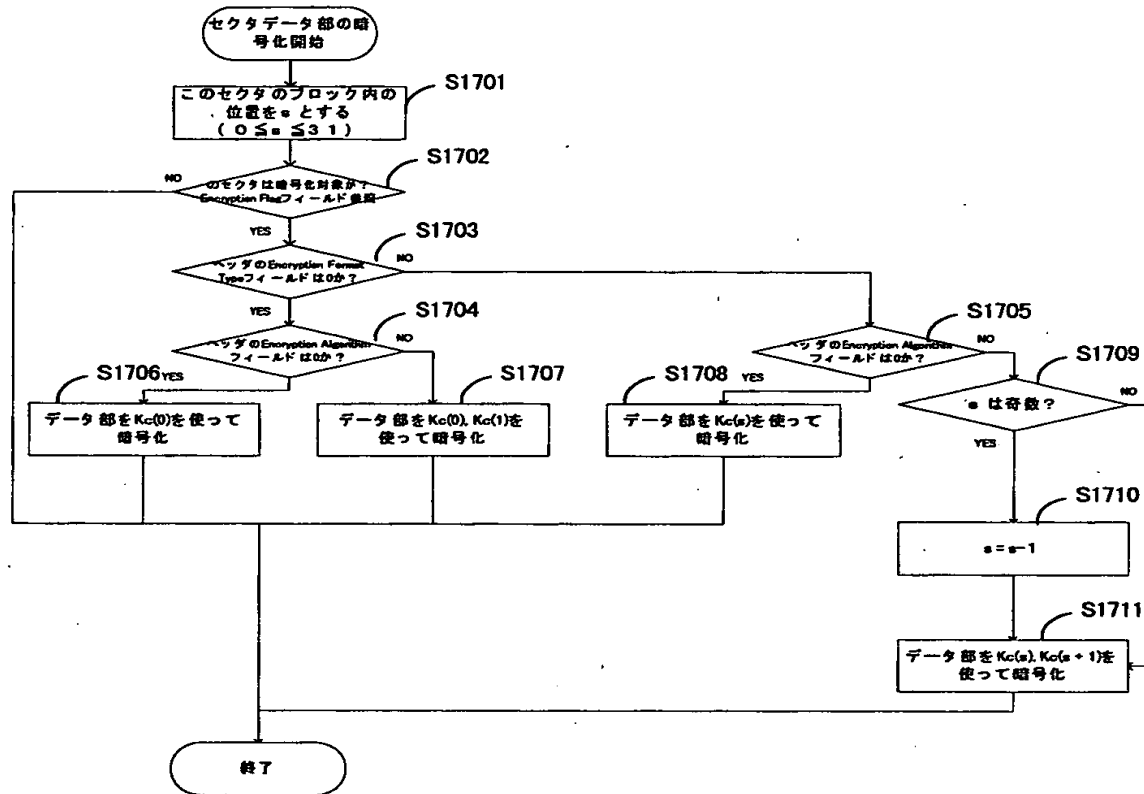 セクタデータ部の暗
号化開始
S1701
このセクタのブロック内の
位置をsとする
(0≦s≦31)
S1702
NO
のセクタは暗号化対象か?
Encryption Flagフィールド参照
YES
S1703
ヘッダのEncryption Format
Typeフィールドは0か?
NO
YES
S1704
ヘッダのEncryption Algorithm
フィールドは0か?
NO
YES
S1705
ヘッダのEncryption Algorithm
フィールドは0か?
NO
YES
S1706
データ部をKc(0)を使って
暗号化
S1707
データ部をKc(0), Kc(1)を
使って暗号化
S1708
データ部をKc(s)を使って
暗号化
S1709
sは奇数?
NO
YES
S1710
s=s-1
S1711
データ部をKc(s), Kc(s+1)を
使って暗号化
終了